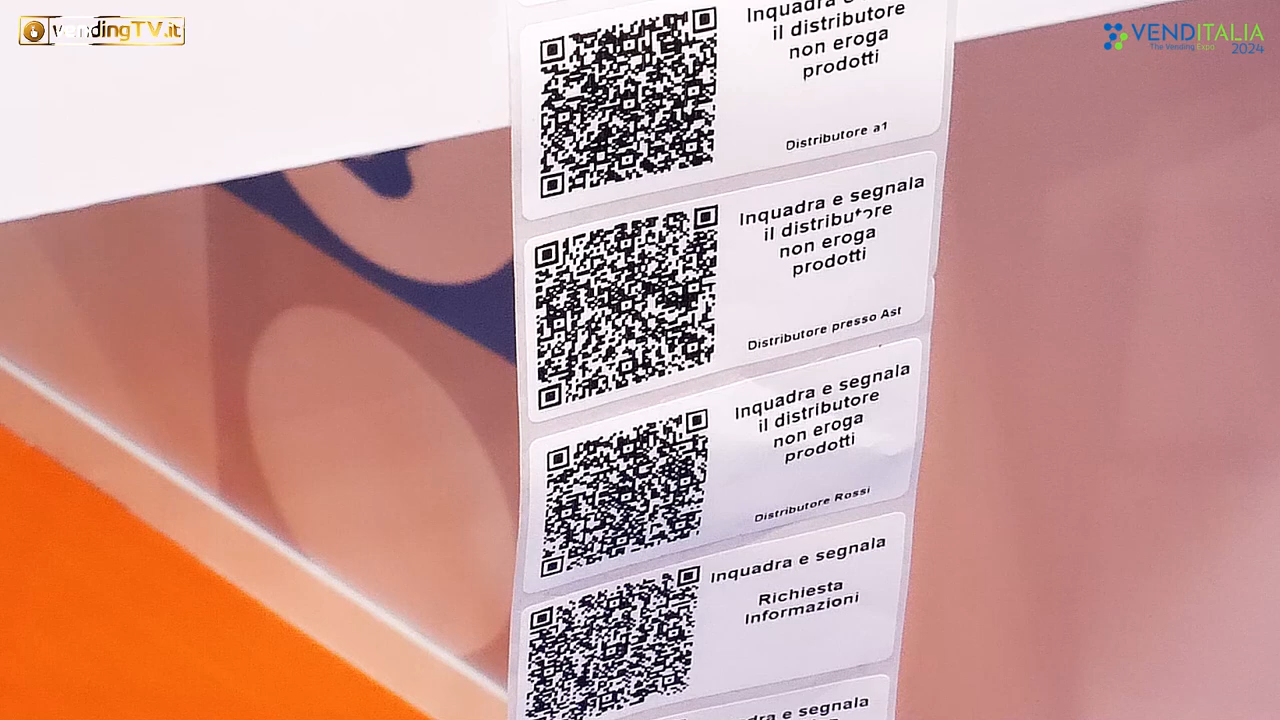 VendingTV.it
VENDITALIA
The Vending Expo
2024
Inquadra e
il distributore
non eroga
prodotti
Distributore a1
Inquadra e segnala
il distributore
non eroga
prodotti
Distributore presso Ast
Inquadra e segnala
il distributore
non eroga
prodotti
Distributore Rossi
Inquadra e segnala
Richiesta
Informazioni
e segnala